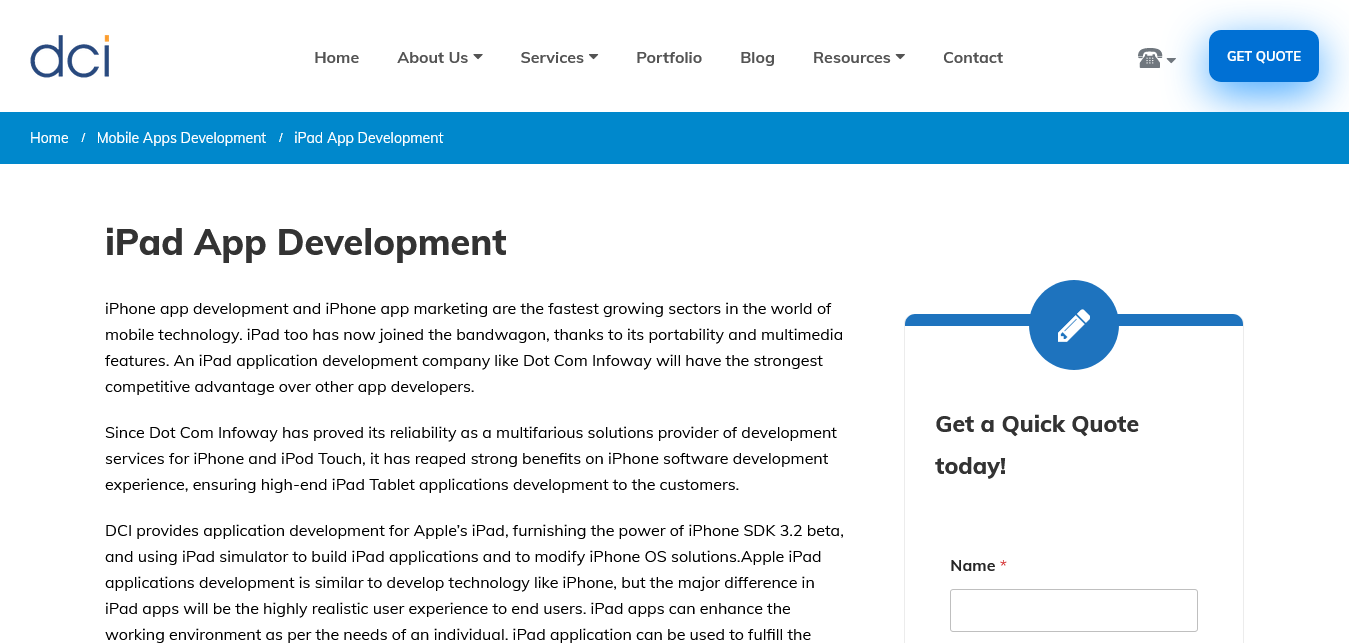 dci
Home
About Us
Services
Portfolio
Blog
Resources
Contact
GET QUOTE
Home / Mobile Apps Development / iPad App Development
iPad App Development
iPhone app development and iPhone app marketing are the fastest growing sectors in the world of
mobile technology. iPad too has now joined the bandwagon, thanks to its portability and multimedia
features. An iPad application development company like Dot Com Infoway will have the strongest
competitive advantage over other app developers.
Since Dot Com Infoway has proved its reliability as a multifarious solutions provider of development
services for iPhone and iPod Touch, it has reaped strong benefits on iPhone software development
experience, ensuring high-end iPad Tablet applications development to the customers.
DCI provides application development for Apple’s iPad, furnishing the power of iPhone SDK 3.2 beta,
and using iPad simulator to build iPad applications and to modify iPhone OS solutions.Apple iPad
applications development is similar to develop technology like iPhone, but the major difference in
iPad apps will be the highly realistic user experience to end users. iPad apps can enhance the
working environment as per the needs of an individual. iPad application can be used to fulfill the
Get a Quick Quote
today!
Name *